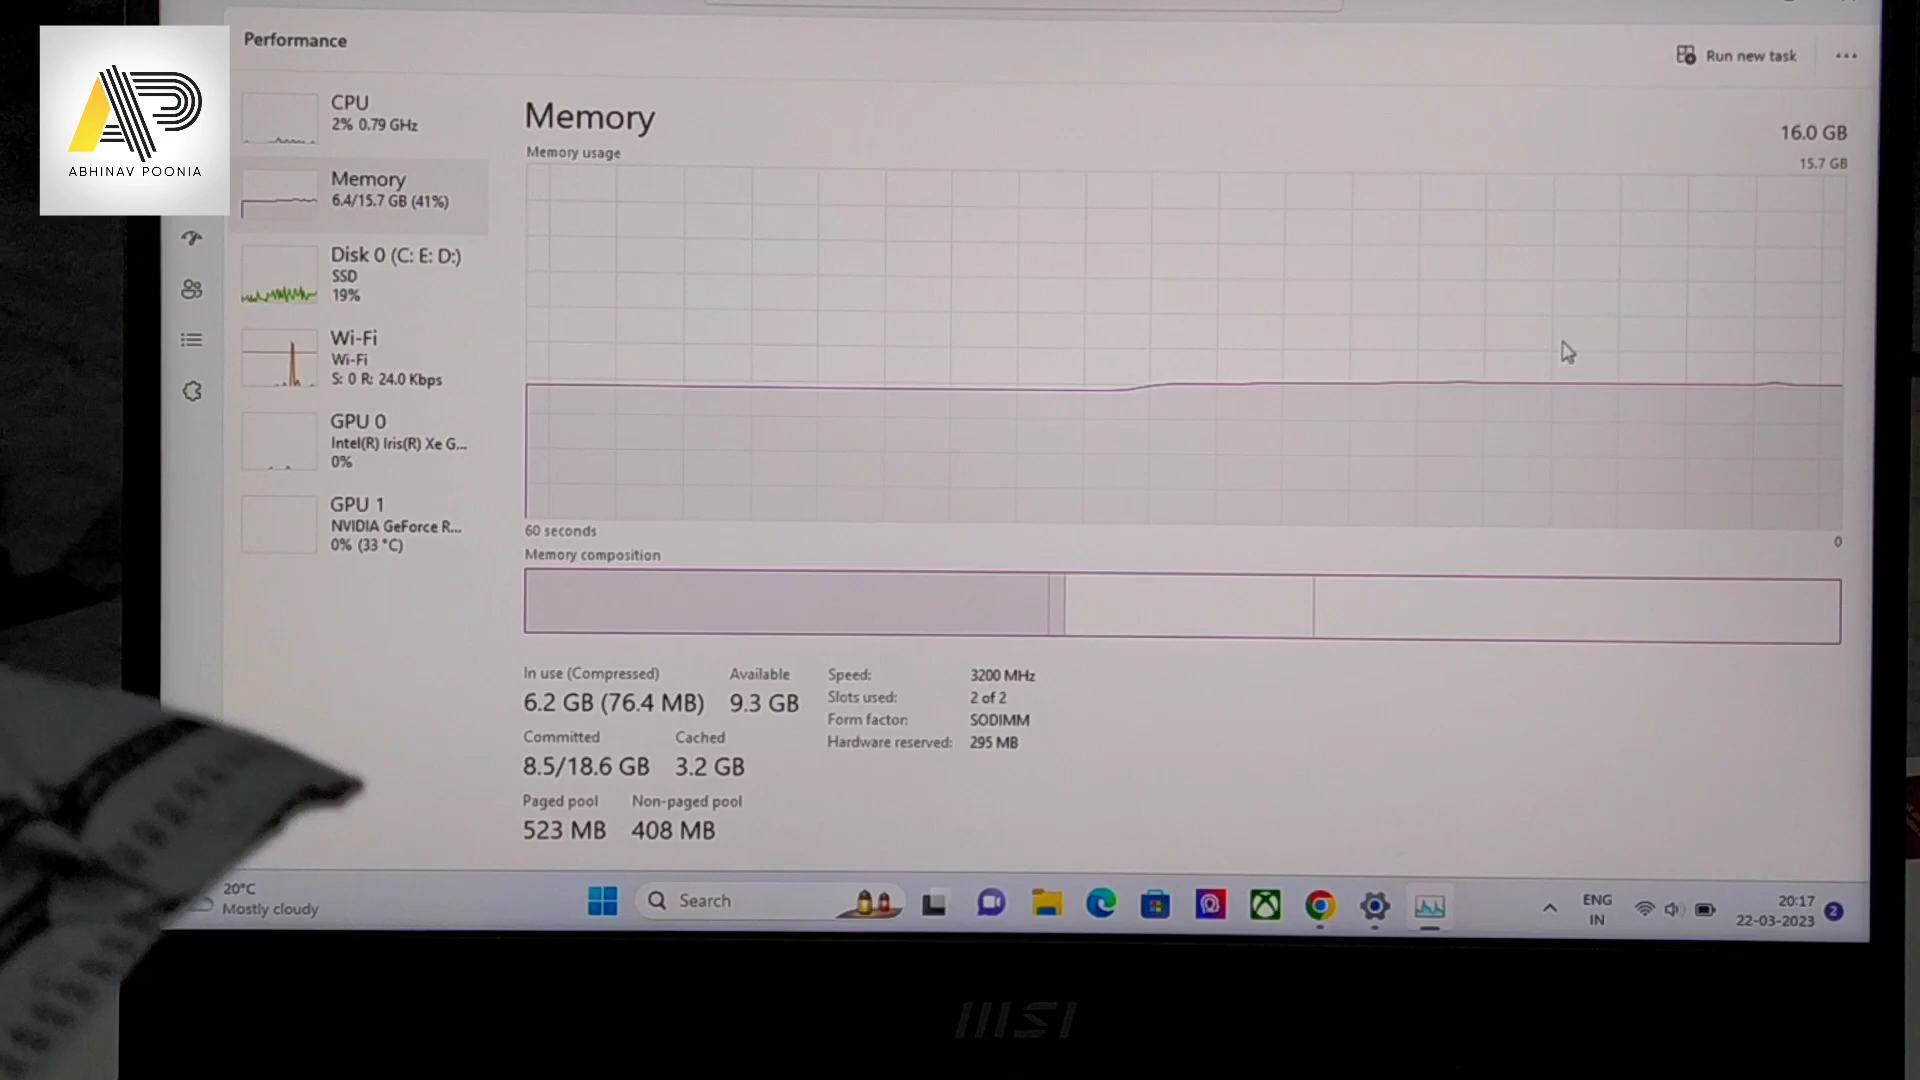 ABHINAV POONIA
Performance
Run new task
CPU
2% 0.79 GHz
Memory
6.4/15.7 GB (41%)
Disk 0 (C: E: D:)
SSD
19%
Wi-Fi
Wi-Fi
S: 0 R: 24.0 Kbps
GPU 0
Intel(R) Iris(R) Xe G...
0%
GPU 1
NVIDIA GeForce R...
0% (33 °C)
Memory
16.0 GB
Memory usage
15.7 GB
60 seconds
0
Memory composition
In use (Compressed)
6.2 GB (76.4 MB)
Available
9.3 GB
Committed
8.5/18.6 GB
Cached
3.2 GB
Paged pool
523 MB
Non-paged pool
408 MB
Speed: 3200 MHz
Slots used: 2 of 2
Form factor: SODIMM
Hardware reserved: 295 MB
20°C
Mostly cloudy
Search
ENG
IN
20:17
22-03-2023
2
msi